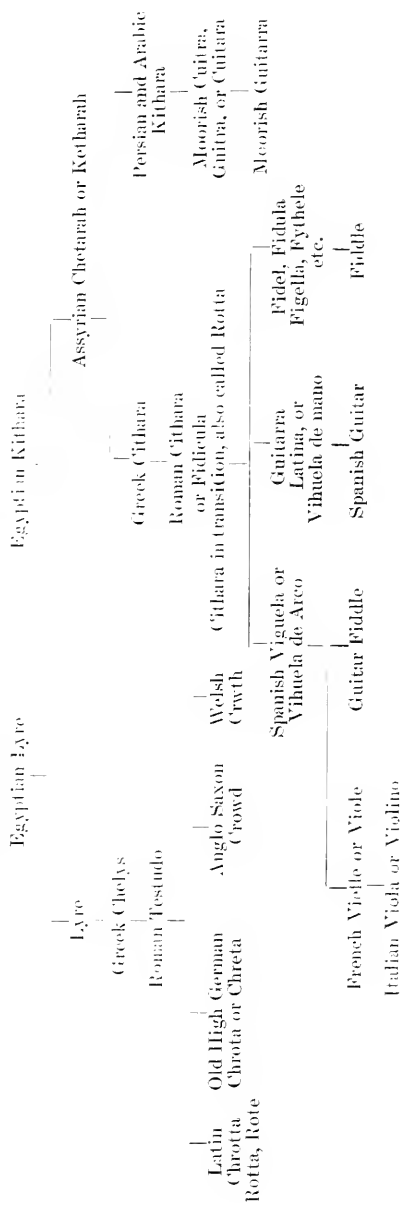 Egyptian Lyre
Egyptian Kithara
Lyre
Assyrian Chetarah or Ketharah
Greek Chelys
Greek Cithara
Persian and Arabic
Kithara
Roman Testudo
Roman Cithara
or Fidicula
Moorish Cuitra,
Guitra, or Cuitara
Latin
Chrotta
Rotta, Rote
Old High German
Chrota or Chreta
Anglo Saxon
Crowd
Welsh
Crwth
Cithara in transition, also called Rotta
Moorish Guitarra
Spanish Viguela or
Vihuela de Arco
Guitarra
Latina, or
Vihuela de mano
Fidel, Fidula
Figella, Fythele
etc.
French Vielle or Viole
Guitar Fiddle
Spanish Guitar
Fiddle
Italian Viola or Violino